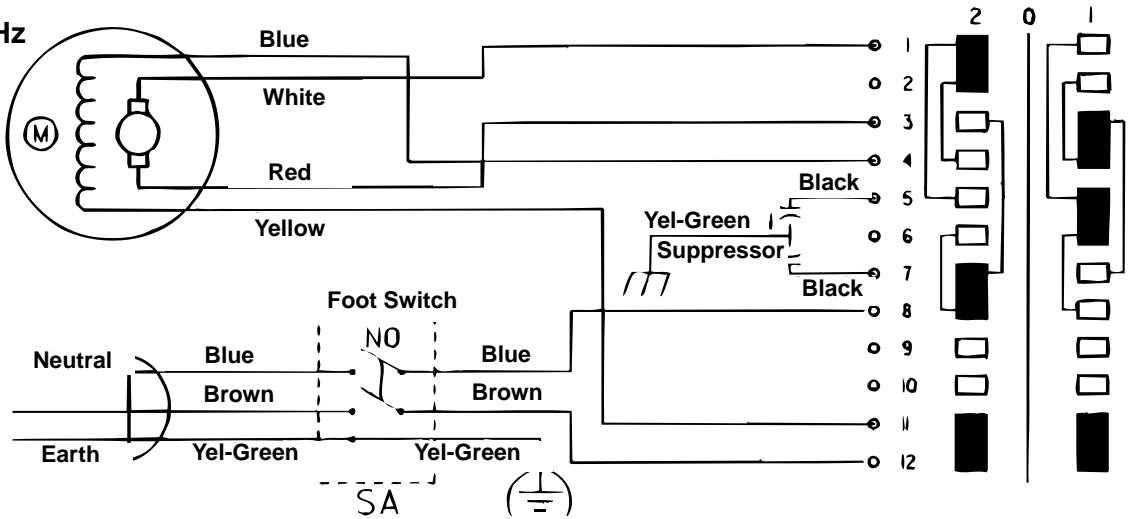 Hz
2 0 1
Blue
White
M
Red
Yellow
1
2
3
4
5
6
7
8
9
10
11
12
Black
Yel-Green
Suppressor
Black
Foot Switch
NO
Neutral
Blue
Blue
Brown
Brown
Earth
Yel-Green
Yel-Green
SA